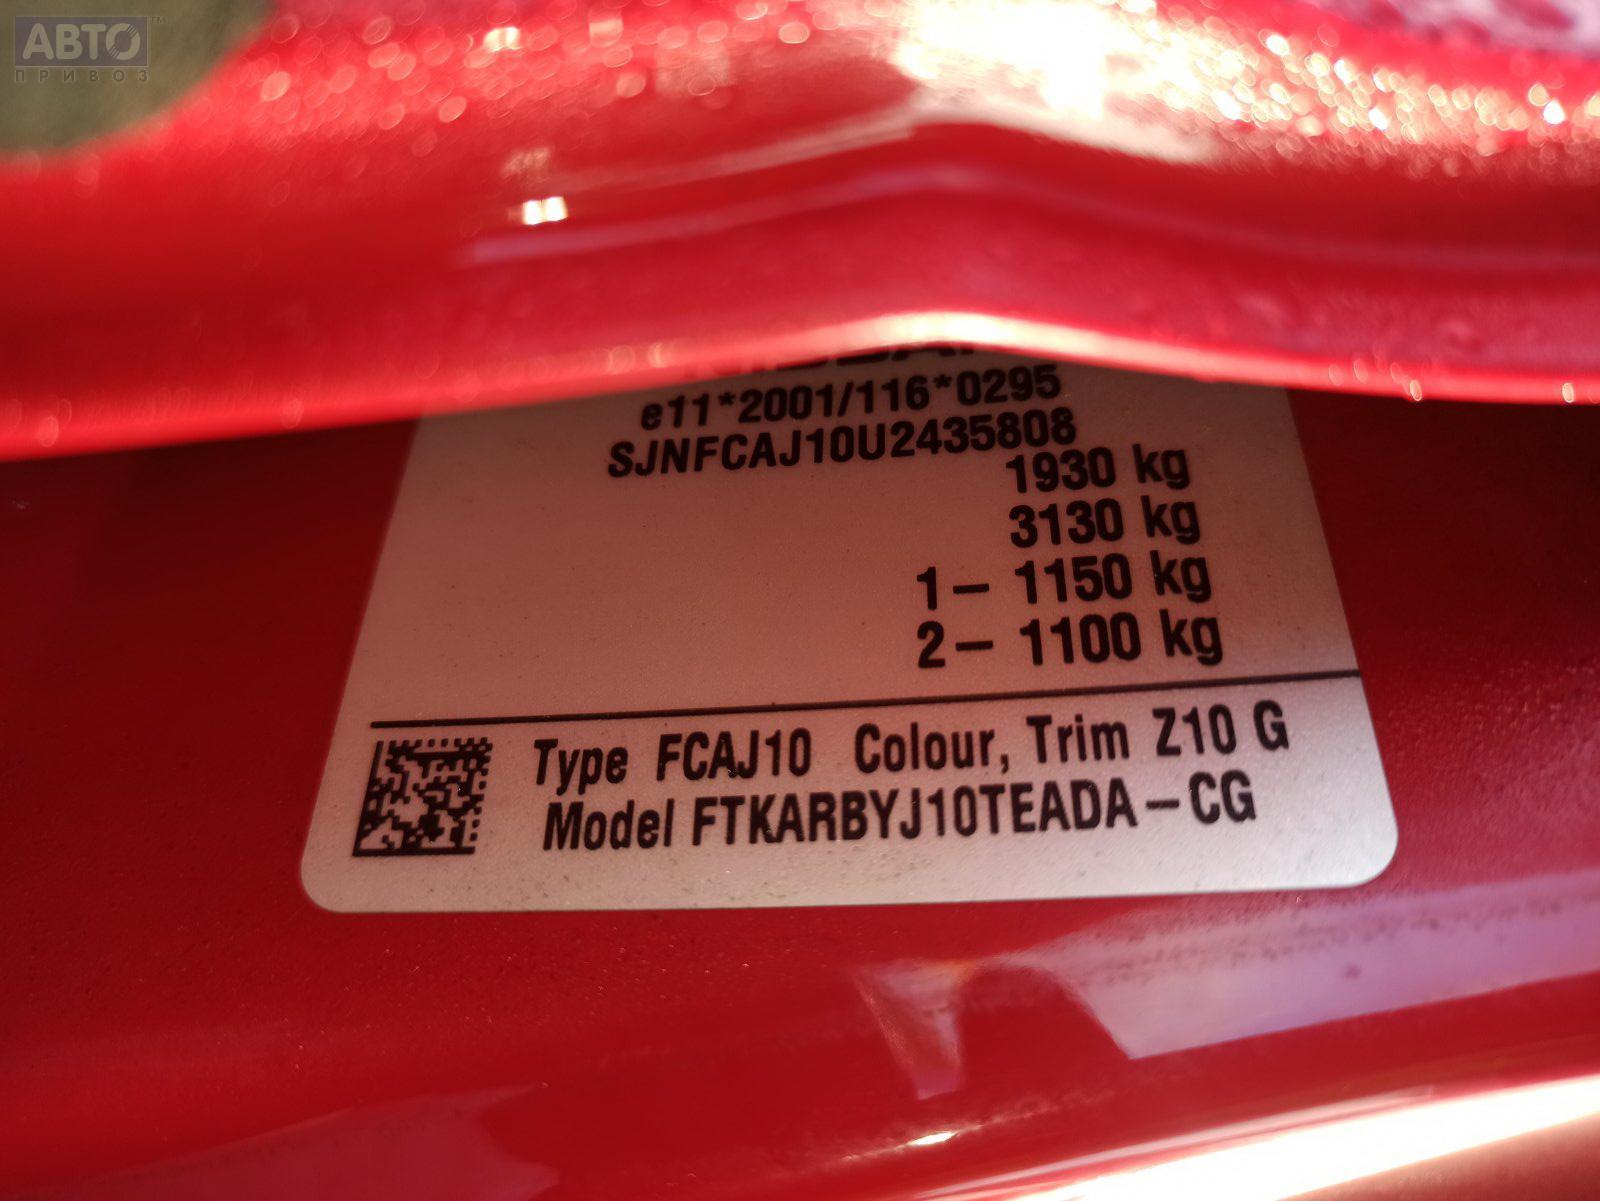 АВТО
ПРИВОЗ
e11*2001/116*0295
SJNFCAJ10U2435808
1930 kg
3130 kg
1– 1150 kg
2– 1100 kg
Type FCAJ10 Colour, Trim Z10 G
Model FTKARBYJ10TEADA–CG